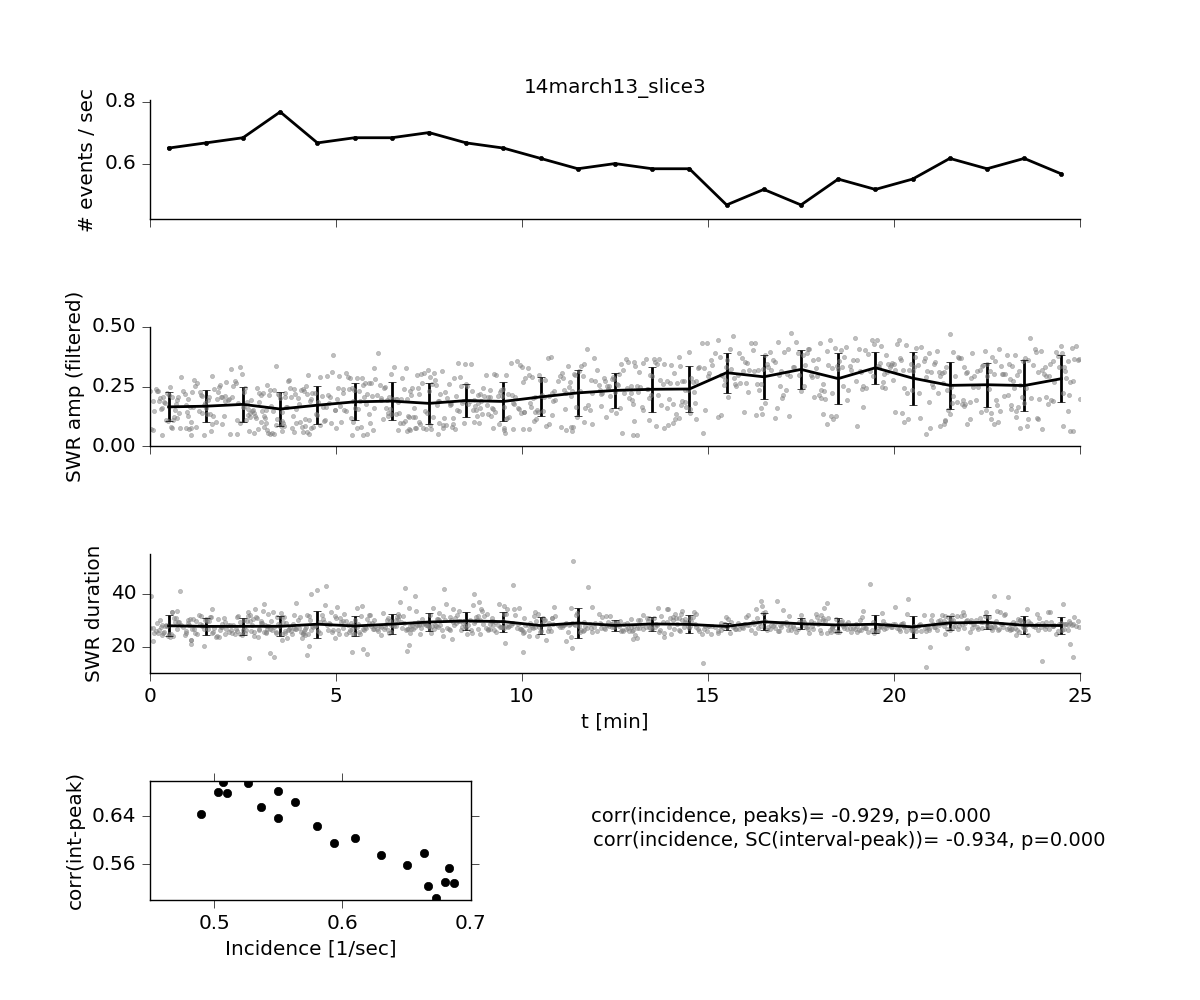 14march13_slice3
# events / sec
0.8
0.6
SWR amp (filtered)
0.50
0.25
0.00
SWR duration
40
20
0 5 10 15 20 25
t [min]
corr(int-peak)
0.64
0.56
0.5 0.6 0.7
Incidence [1/sec]
corr(incidence, peaks)= -0.929, p=0.000
corr(incidence, SC(interval-peak))= -0.934, p=0.000